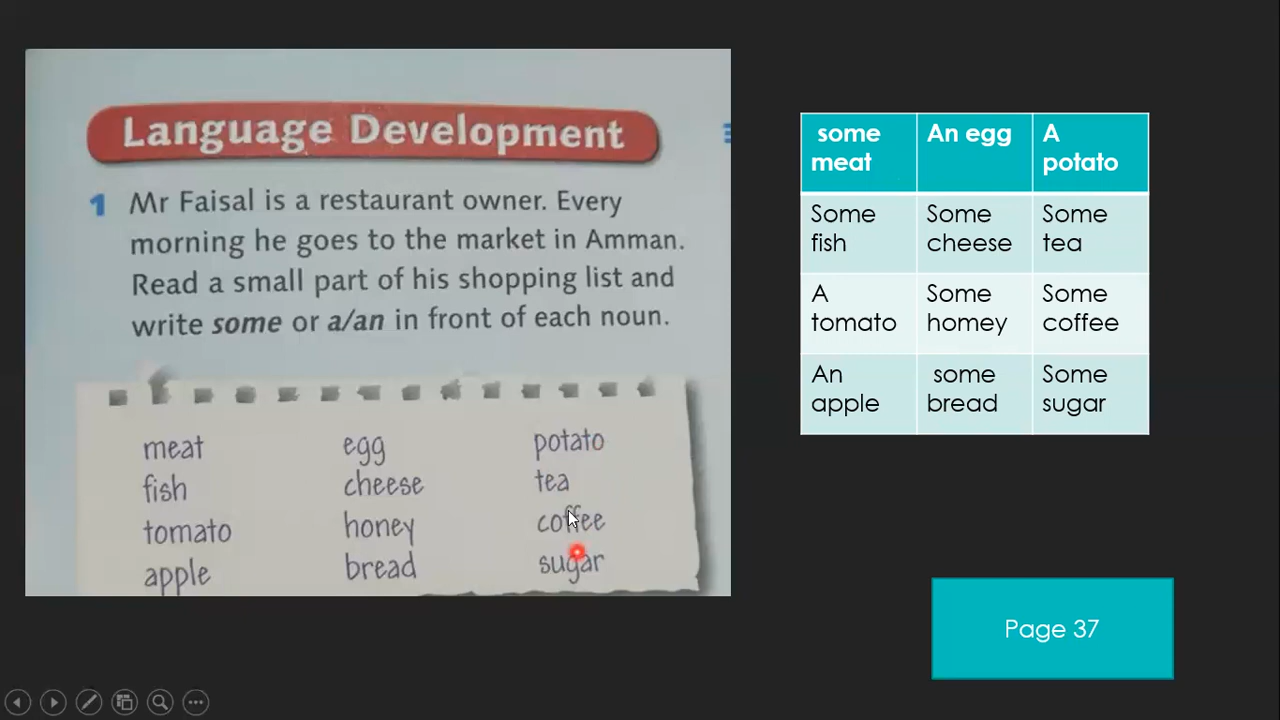 Language Development
1 Mr Faisal is a restaurant owner. Every
morning he goes to the market in Amman.
Read a small part of his shopping list and
write some or a/an in front of each noun.
meat egg potato
fish cheese tea
tomato honey coffee
apple bread sugar
some meat
An egg
A potato
Some fish
Some cheese
Some tea
A tomato
Some homey
Some coffee
An apple
some bread
Some sugar
Page 37